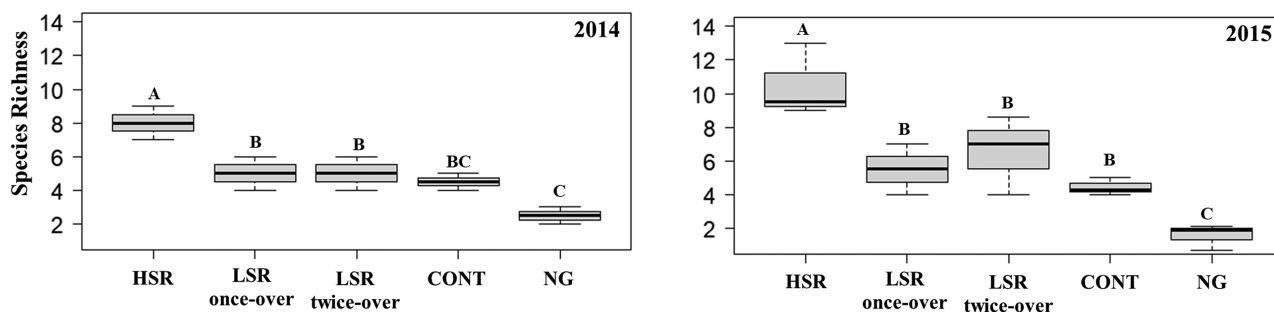 Species Richness
14
12
10
8
6
4
2
2014
A
B
B
BC
C
HSR
LSR
once-over
LSR
twice-over
CONT
NG
14
12
10
8
6
4
2
2015
A
B
B
B
C
HSR
LSR
once-over
LSR
twice-over
CONT
NG